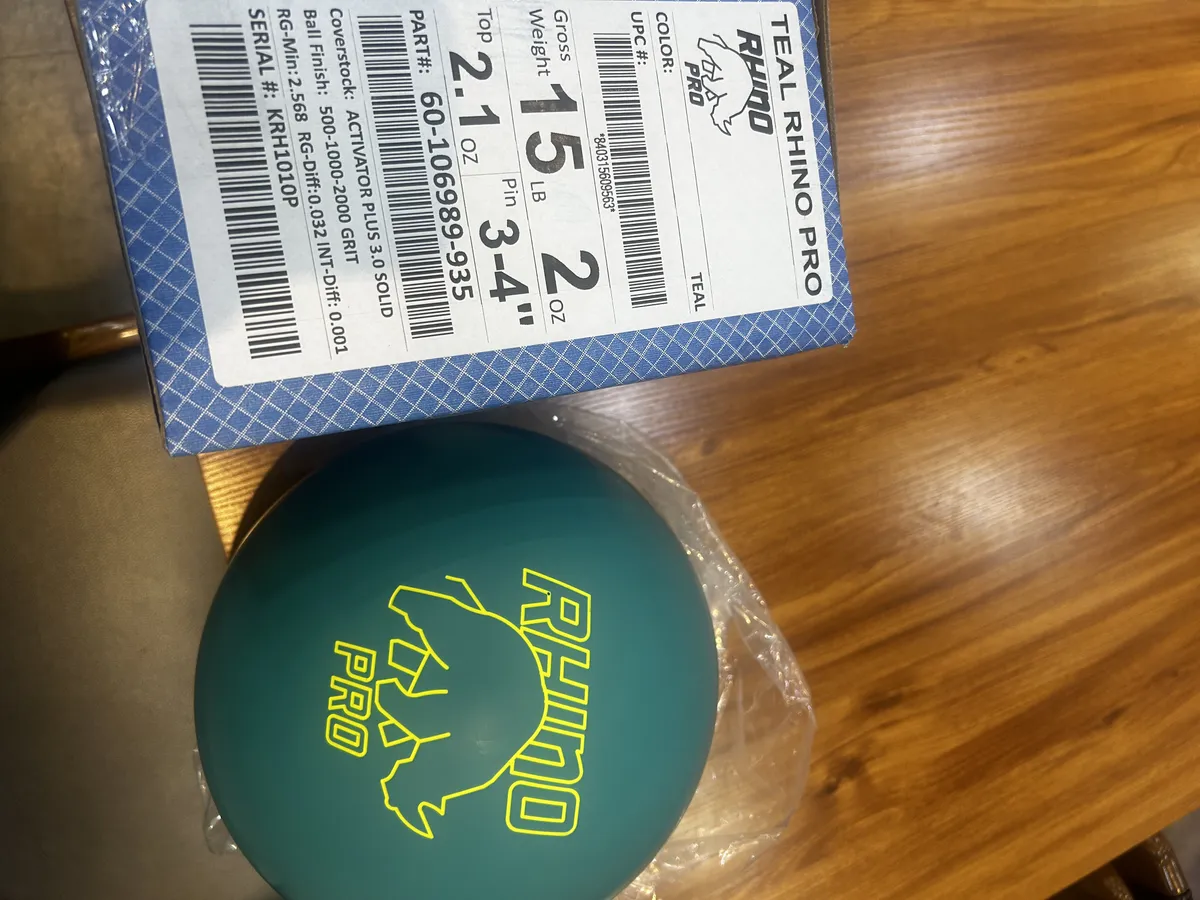 TEAL RHINO PRO
RHINO
PRO
COLOR: TEAL
UPC #:
*840315609563*
Gross Weight 15 LB 2 OZ
Top 2.1 OZ Pin 3-4"
PART#: 60-106989-935
Coverstock: ACTIVATOR PLUS 3.0 SOLID
Ball Finish: 500-1000-2000 GRIT
RG-Min: 2.568 RG-Diff:0.032 INT-Diff: 0.001
SERIAL #: KRH1010P
RHINO
PRO